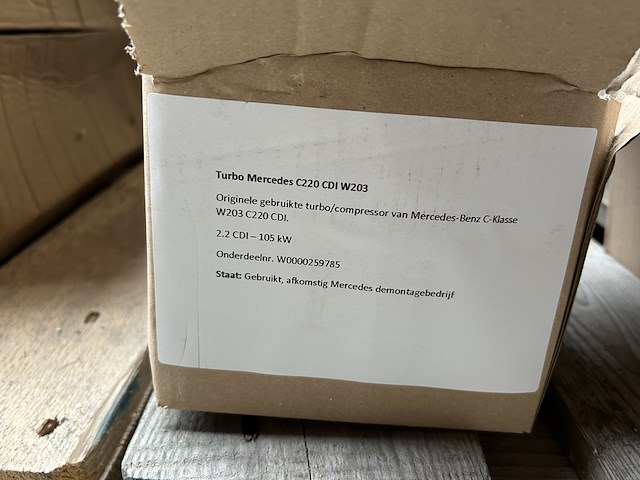 Turbo Mercedes C220 CDI W203
Originele gebruikte turbo/compressor van Mercedes-Benz C-Klasse
W203 C220 CDI.
2.2 CDI – 105 kW
Onderdeelnr. W0000259785
Staat: Gebruikt, afkomstig Mercedes demontagebedrijf